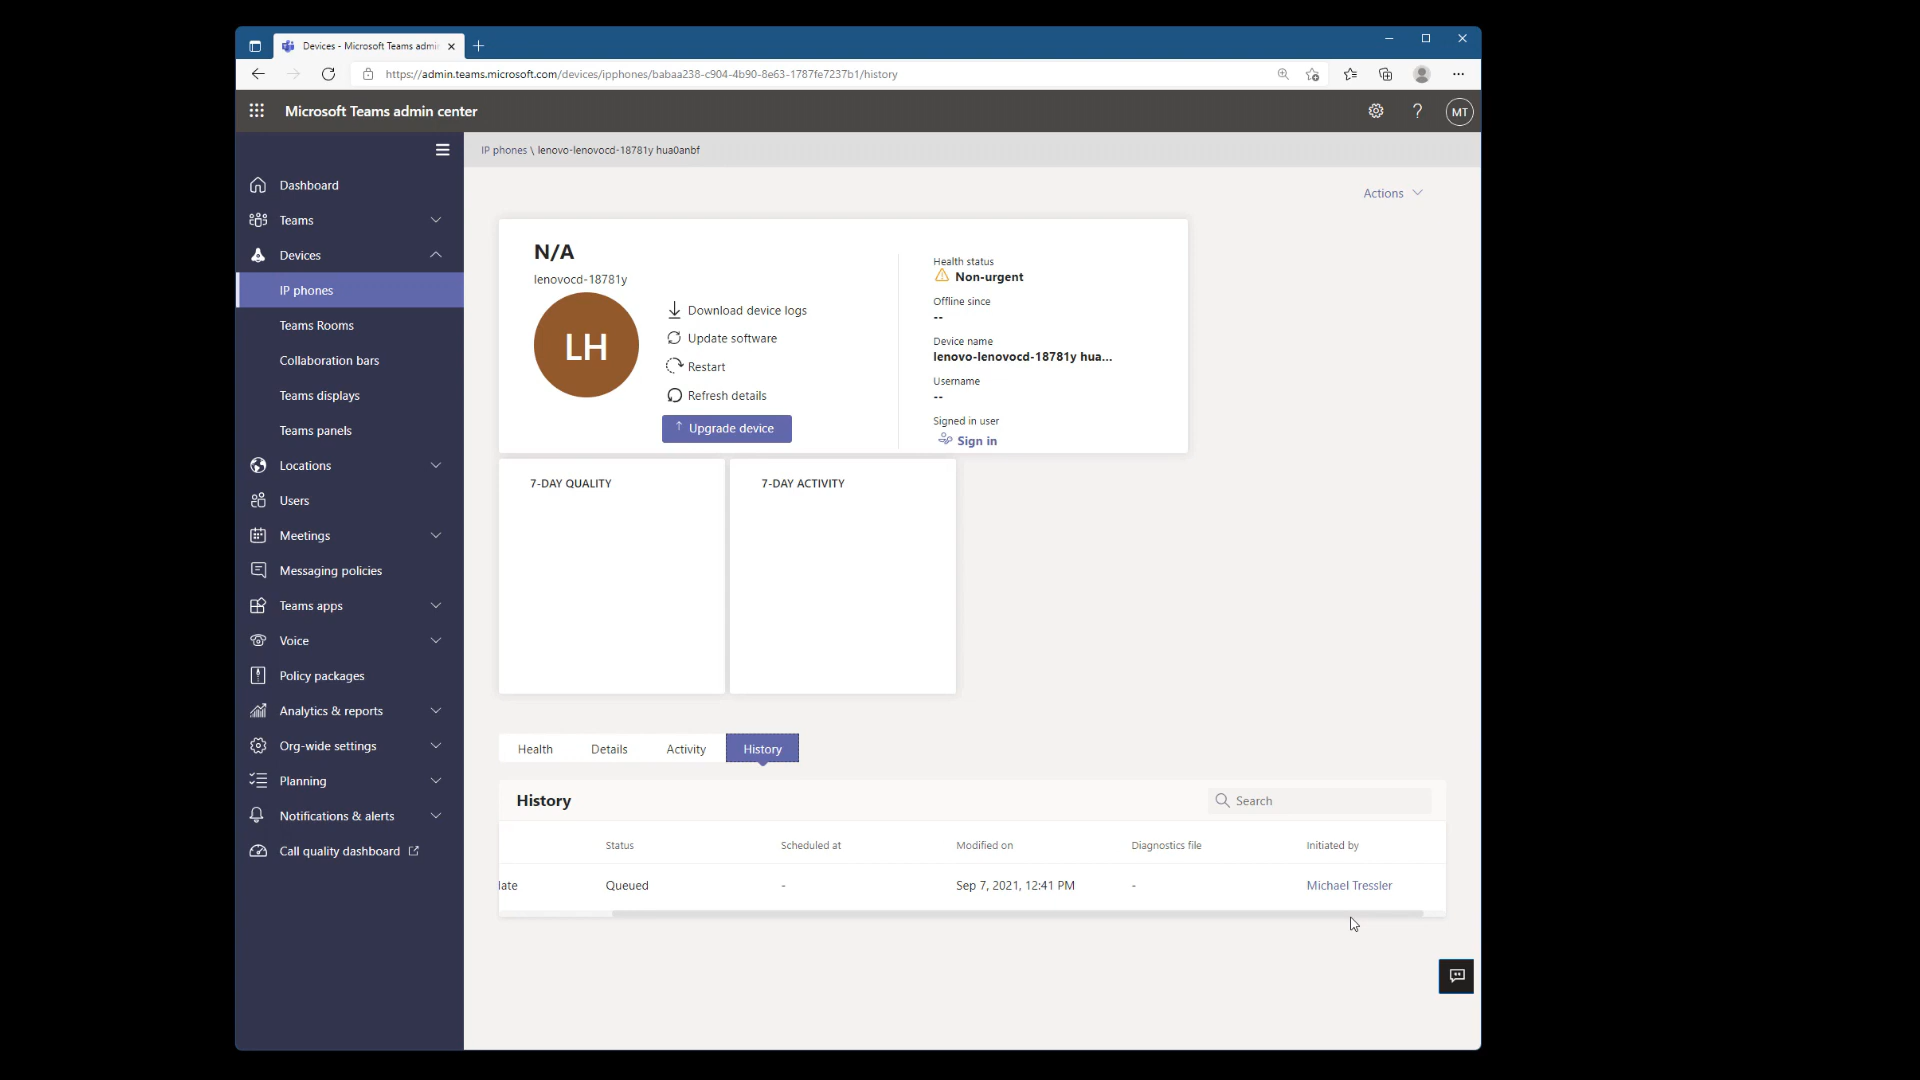 Devices - Microsoft Teams admi
https://admin.teams.microsoft.com/devices/ipphones/babaa238-c904-4b90-8e63-1787fe7237b1/history
Microsoft Teams admin center
?
MT
IP phones \ lenovo-lenovocd-18781y hua0anbf
Actions
Dashboard
Teams
Devices
IP phones
Teams Rooms
Collaboration bars
Teams displays
Teams panels
Locations
Users
Meetings
Messaging policies
Teams apps
Voice
Policy packages
Analytics & reports
Org-wide settings
Planning
Notifications & alerts
Call quality dashboard
N/A
lenovocd-18781y
LH
Download device logs
Update software
Restart
Refresh details
Upgrade device
Health status
Non-urgent
Offline since
--
Device name
lenovo-lenovocd-18781y hua...
Username
--
Signed in user
Sign in
7-DAY QUALITY
7-DAY ACTIVITY
Health Details Activity History
History
Search
Status Scheduled at Modified on Diagnostics file Initiated by
late Queued - Sep 7, 2021, 12:41 PM - Michael Tressler